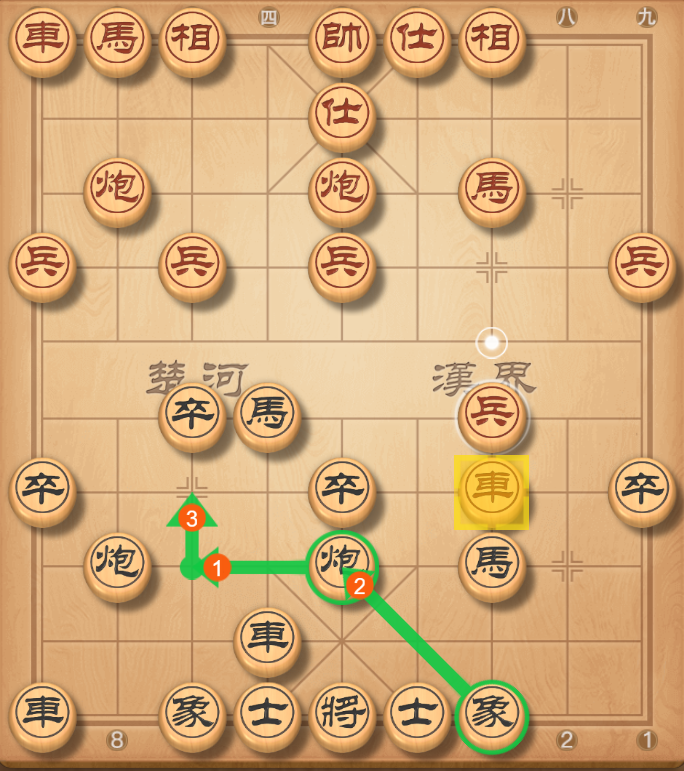 四 八 九
車 馬 相 帥 仕 相
仕
炮 炮 馬
兵 兵 兵 兵
楚河 漢界
卒 馬 兵
卒 卒 車 卒
3
炮 1 炮 馬
2
車
車 象 士 將 士 象
8 2 1